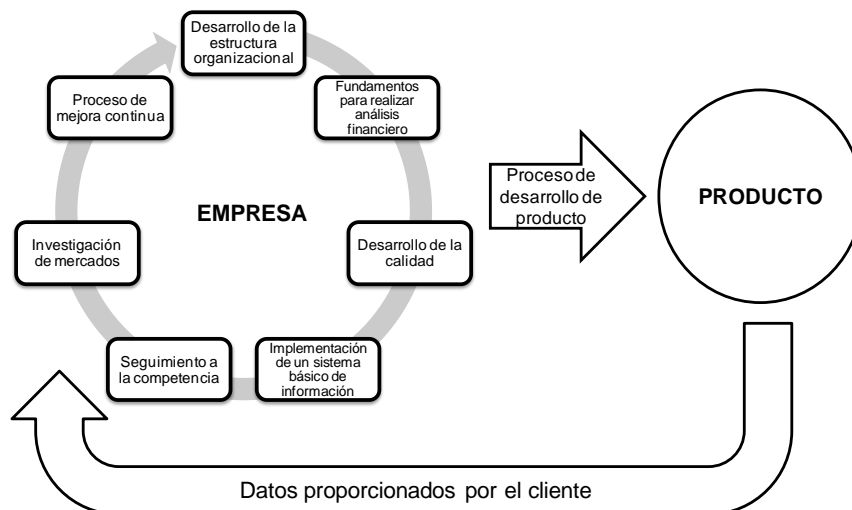 Desarrollo de la
estructura
organizacional
Fundamentos
para realizar
análisis
financiero
Desarrollo de la
calidad
Implementación
de un sistema
básico de
información
Seguimiento a
la competencia
Investigación
de mercados
Proceso de
mejora continua
EMPRESA
Proceso de
desarrollo de
producto
PRODUCTO
Datos proporcionados por el cliente